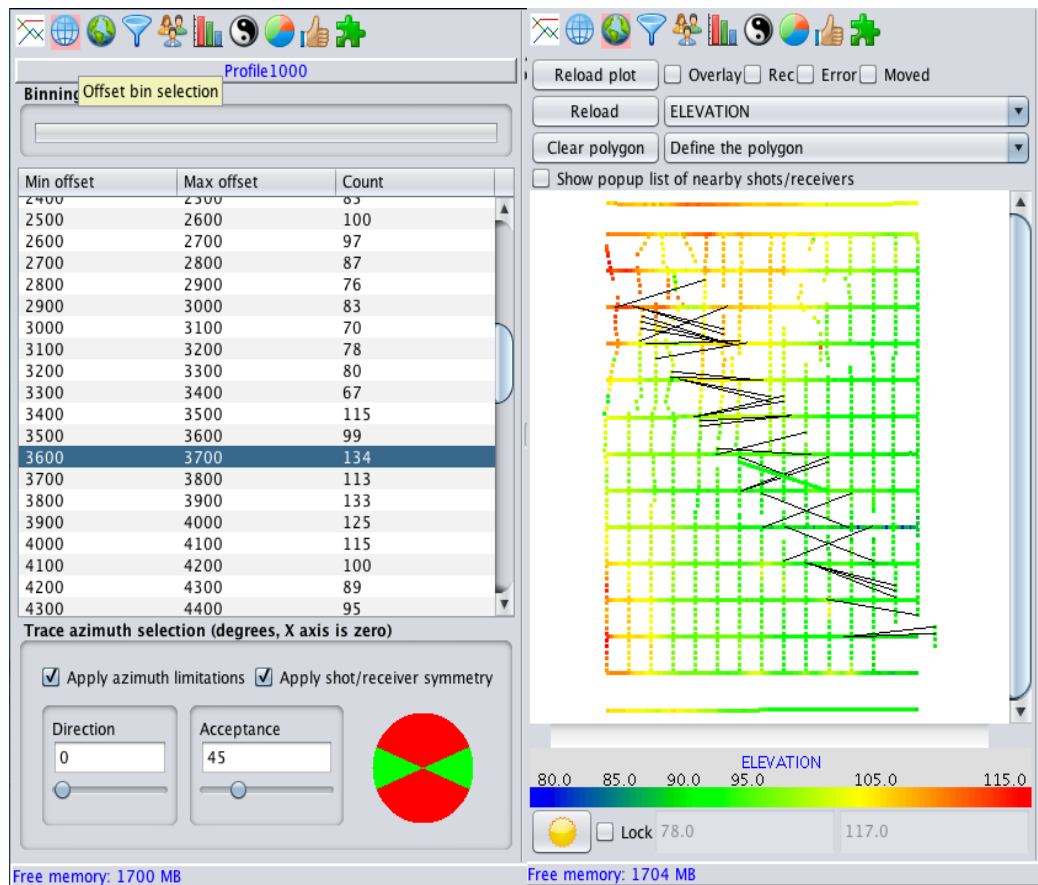 Profile1000
Binning
Offset bin selection
Min offset Max offset Count
2400 2500 85
2500 2600 100
2600 2700 97
2700 2800 87
2800 2900 76
2900 3000 83
3000 3100 70
3100 3200 78
3200 3300 80
3300 3400 67
3400 3500 115
3500 3600 99
3600 3700 134
3700 3800 113
3800 3900 133
3900 4000 125
4000 4100 115
4100 4200 100
4200 4300 89
4300 4400 95
Trace azimuth selection (degrees, X axis is zero)
Apply azimuth limitations Apply shot/receiver symmetry
Direction Acceptance
0 45
Free memory: 1700 MB
Reload plot Overlay Rec Error Moved
Reload ELEVATION
Clear polygon Define the polygon
Show popup list of nearby shots/receivers
ELEVATION
80.0 85.0 90.0 95.0 105.0 115.0
Lock 78.0 117.0
Free memory: 1704 MB